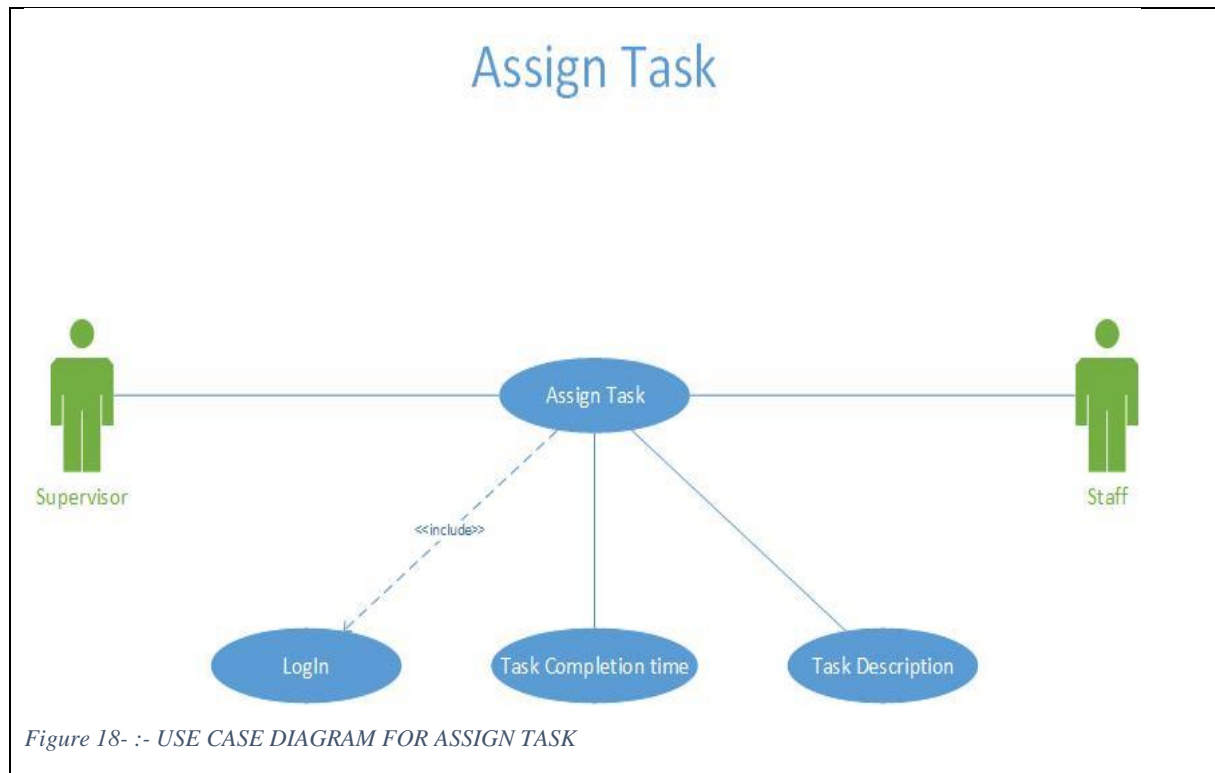 Assign Task
Assign Task
Supervisor
Staff
<<include>>
LogIn
Task Completion time
Task Description
Figure 18- :- USE CASE DIAGRAM FOR ASSIGN TASK